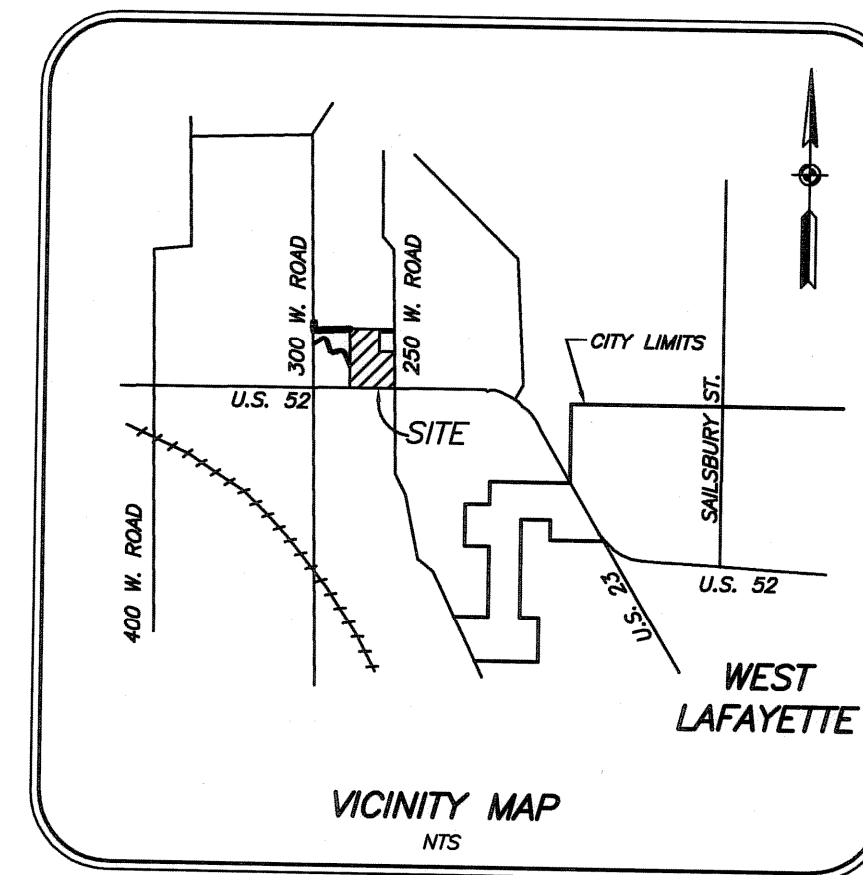 300 W. ROAD
250 W. ROAD
CITY LIMITS
U.S. 52
SITE
SAILSBURY ST.
400 W. ROAD
U.S. 23
U.S. 52
WEST
LAFAYETTE
VICINITY MAP
NTS